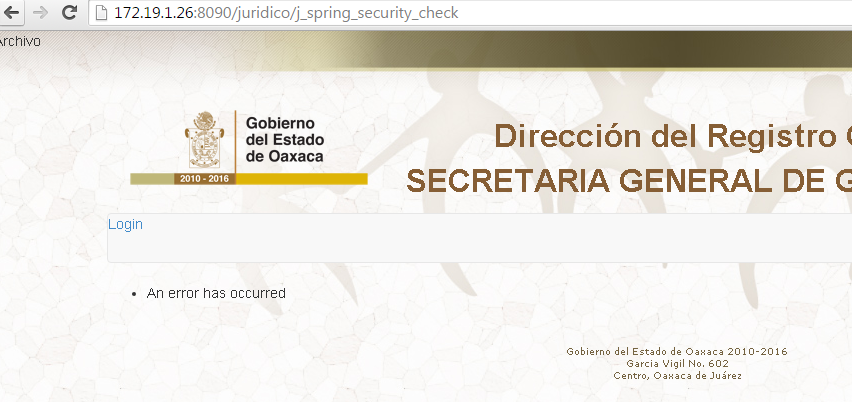 172.19.1.26:8090/juridico/j_spring_security_check
Archivo
Gobierno
del Estado
de Oaxaca
2010 - 2016
Dirección del Registro
SECRETARIA GENERAL DE G
Login
An error has occurred
Gobierno del Estado de Oaxaca 2010-2016
Garcia Vigil No. 602
Centro, Oaxaca de Juárez